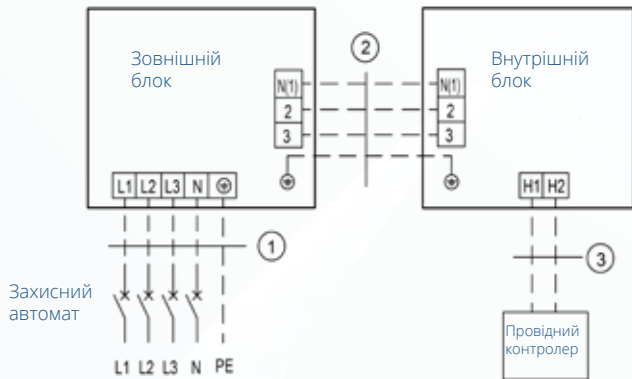 Зовнішній
блок
Внутрішній
блок
2
N(1)
2
3
N(1)
2
3
L1 L2 L3 N
H1 H2
1
3
Захисний
автомат
Провідний
контролер
L1 L2 L3 N PE